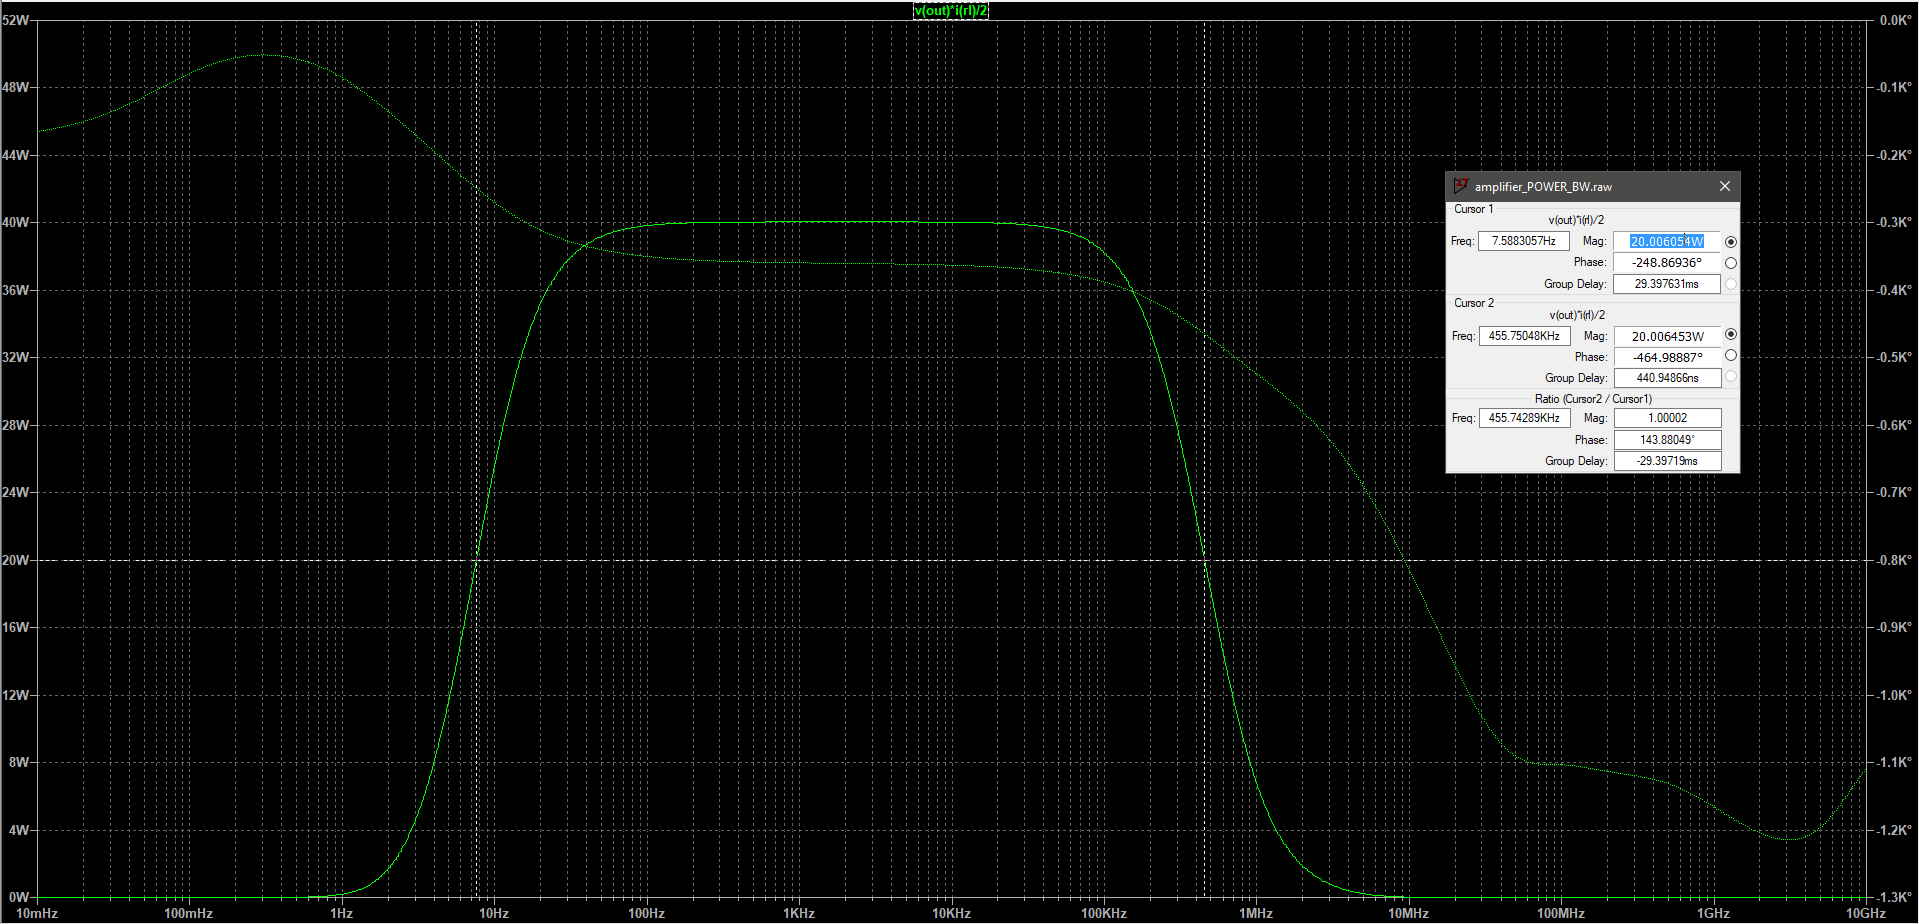 v(out)*i(rl)/2
52W
48W
44W
40W
36W
32W
28W
24W
20W
16W
12W
8W
4W
0W
0.0K°
-0.1K°
-0.2K°
-0.3K°
-0.4K°
-0.5K°
-0.6K°
-0.7K°
-0.8K°
-0.9K°
-1.0K°
-1.1K°
-1.2K°
-1.3K°
10mHz 100mHz 1Hz 10Hz 100Hz 1KHz 10KHz 100KHz 1MHz 10MHz 100MHz 1GHz 10GHz
amplifier_POWER_BW.raw
Cursor 1
v(out)*i(rl)/2
Freq: 7.5883057Hz Mag: 20.006054W
Phase: -248.86936°
Group Delay: 29.397631ms
Cursor 2
v(out)*i(rl)/2
Freq: 455.75048KHz Mag: 20.006453W
Phase: -464.98887°
Group Delay: 440.94866ns
Ratio (Cursor2 / Cursor1)
Freq: 455.74289KHz Mag: 1.00002
Phase: 143.88049°
Group Delay: -29.39719ms